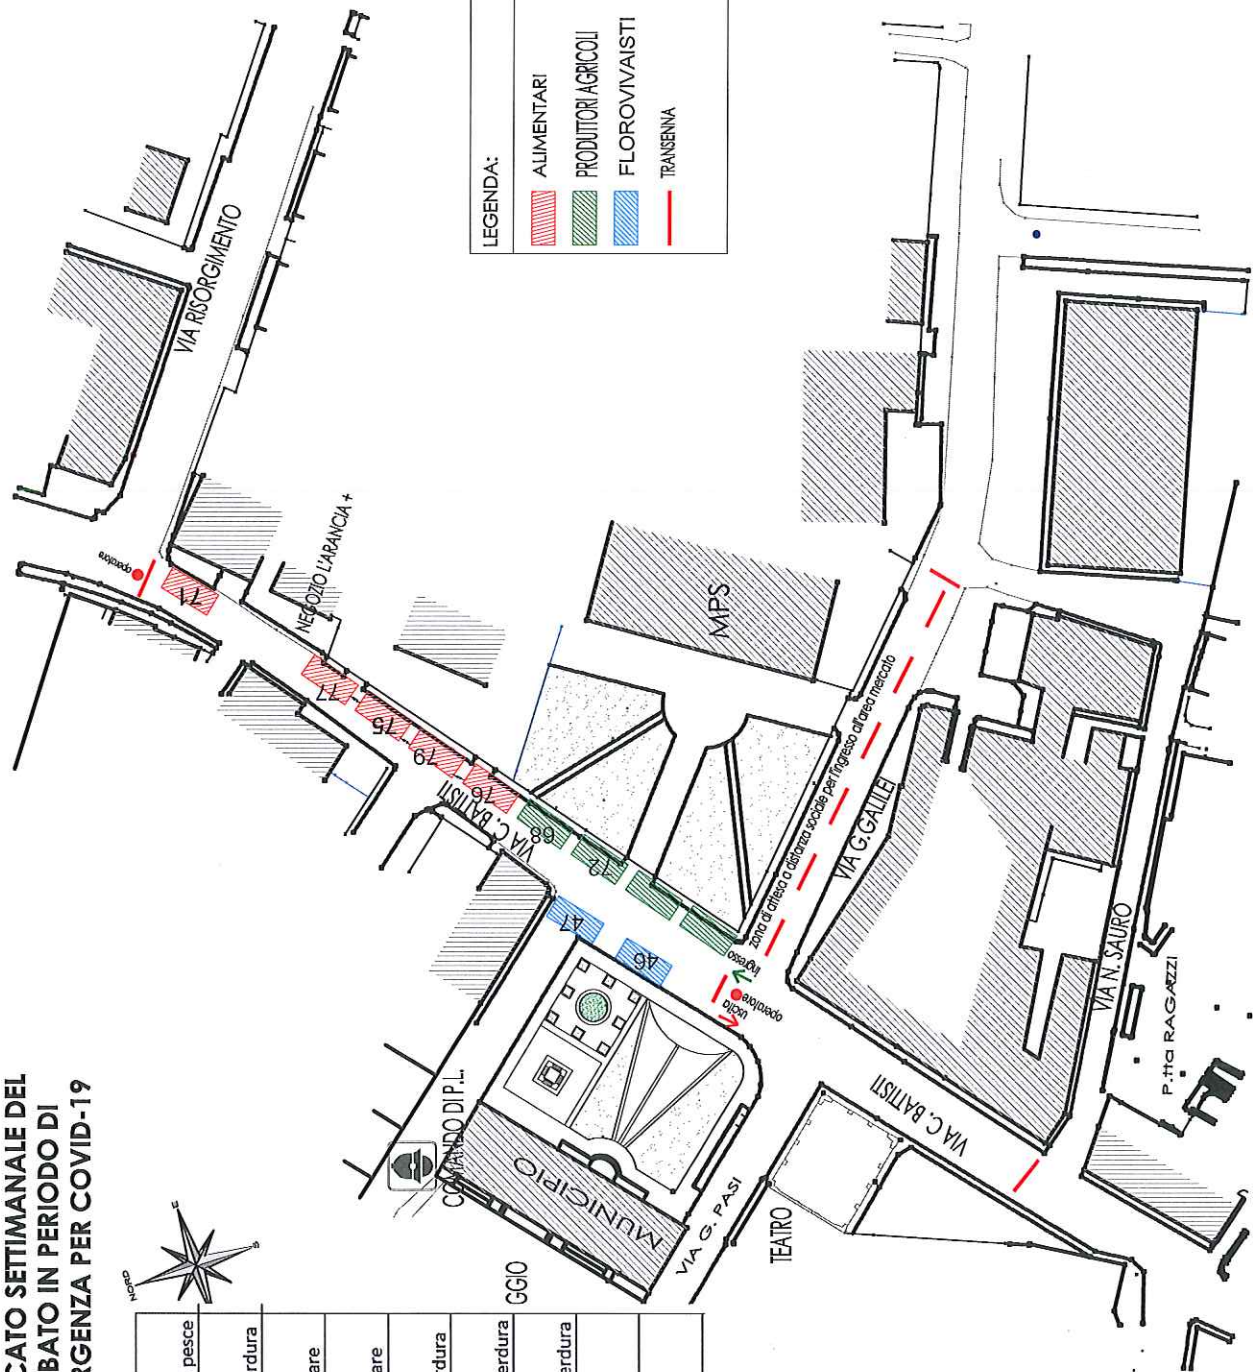 CATO SETTIMANALE DEL
BATO IN PERIODO DI
RGENZA PER COVID-19
NORD
E
S
pesce
rdura
are
are
rdura
erdura
erdura
GGIO
LEGENDA:
ALIMENTARI
PRODUTTORI AGRICOLI
FLOROVIVAISTI
TRANSENNA
VIA RISORGIMENTO
operatore
71
NEGOZIO L'ARANCIA +
77
75
79
76
VIA C. BATTISTI
68
72
47
46
MPS
zona di attesa a distanza sociale per l'ingresso all'area mercato
ingresso
uscita
operatore
VIA G.GALILEI
COMANDO DI P.L.
MUNICIPIO
VIA G. PASI
TEATRO
VIA C. BATTISTI
VIA N. SAURO
P.tta RAGAZZI